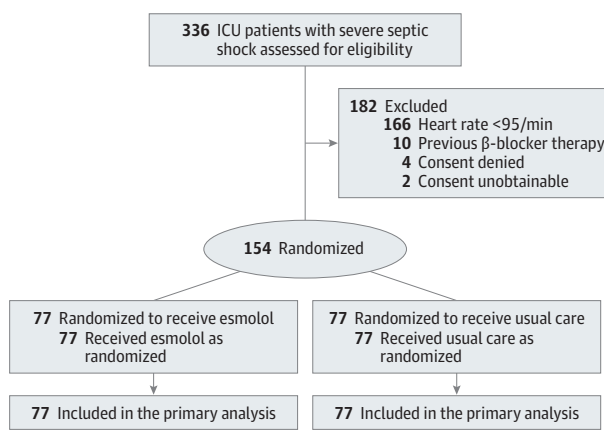 336 ICU patients with severe septic
shock assessed for eligibility
182 Excluded
166 Heart rate <95/min
10 Previous β-blocker therapy
4 Consent denied
2 Consent unobtainable
154 Randomized
77 Randomized to receive esmolol
77 Received esmolol as
randomized
77 Randomized to receive usual care
77 Received usual care as
randomized
77 Included in the primary analysis
77 Included in the primary analysis